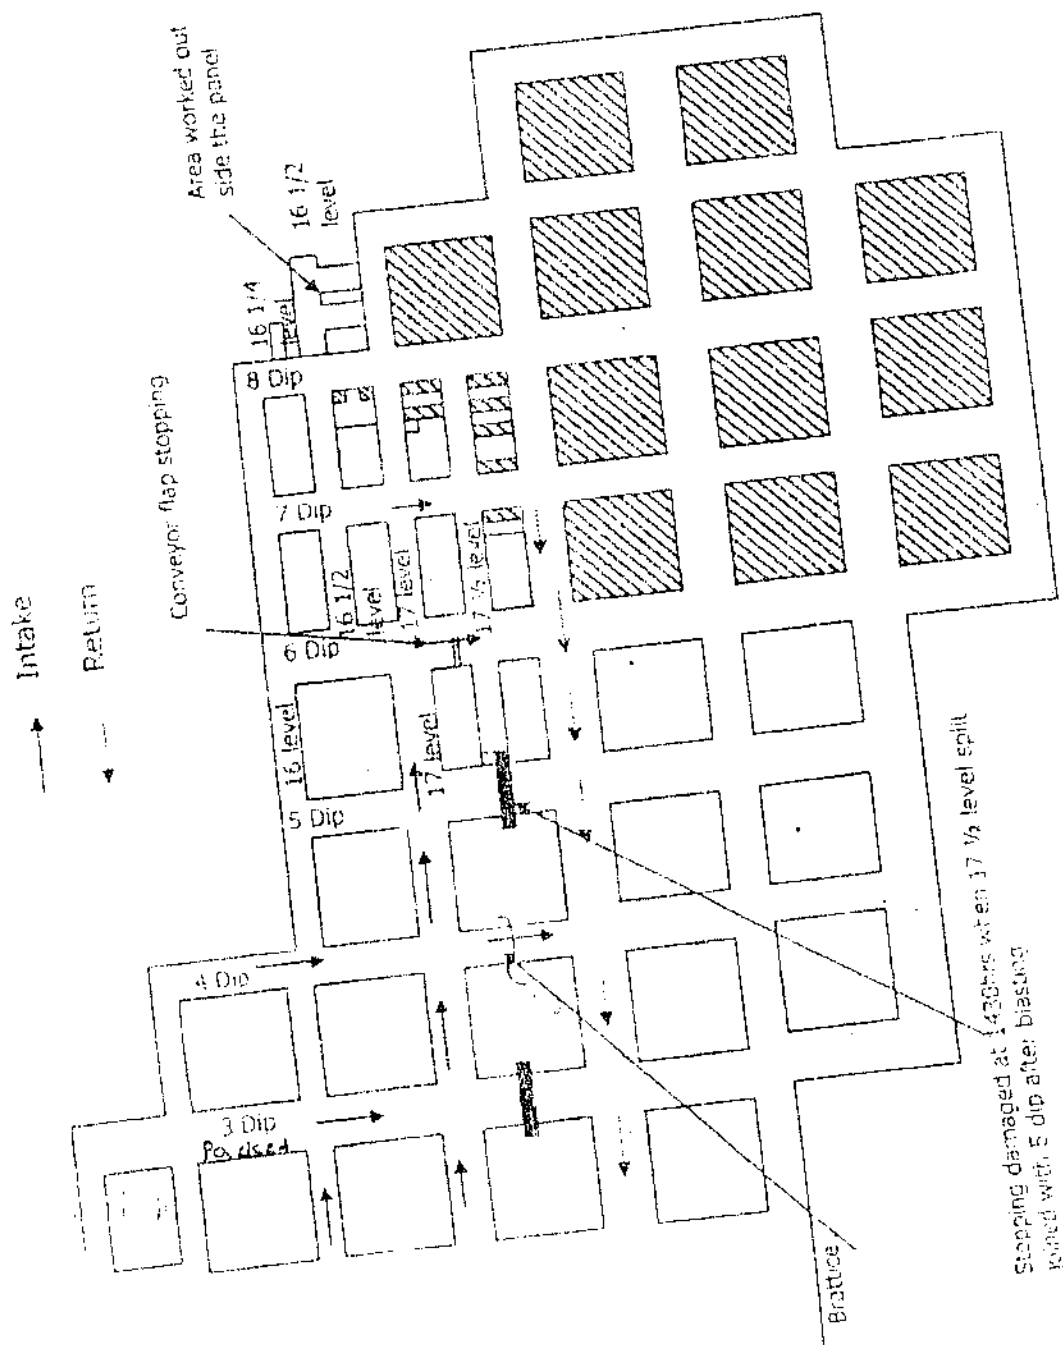 Intake
Return
Area worked out
side the panel
16 1/2
level
16 1/4
level
Conveyor flap stopping
8 Dip
7 Dip
6 Dip
16 1/2
level
17 level
17 ½ level
16 level
17 level
5 Dip
4 Dip
3 Dip
Stopping damaged at 1430hrs when 17 ½ level split
joined with 5 dip after blasting
Brattice